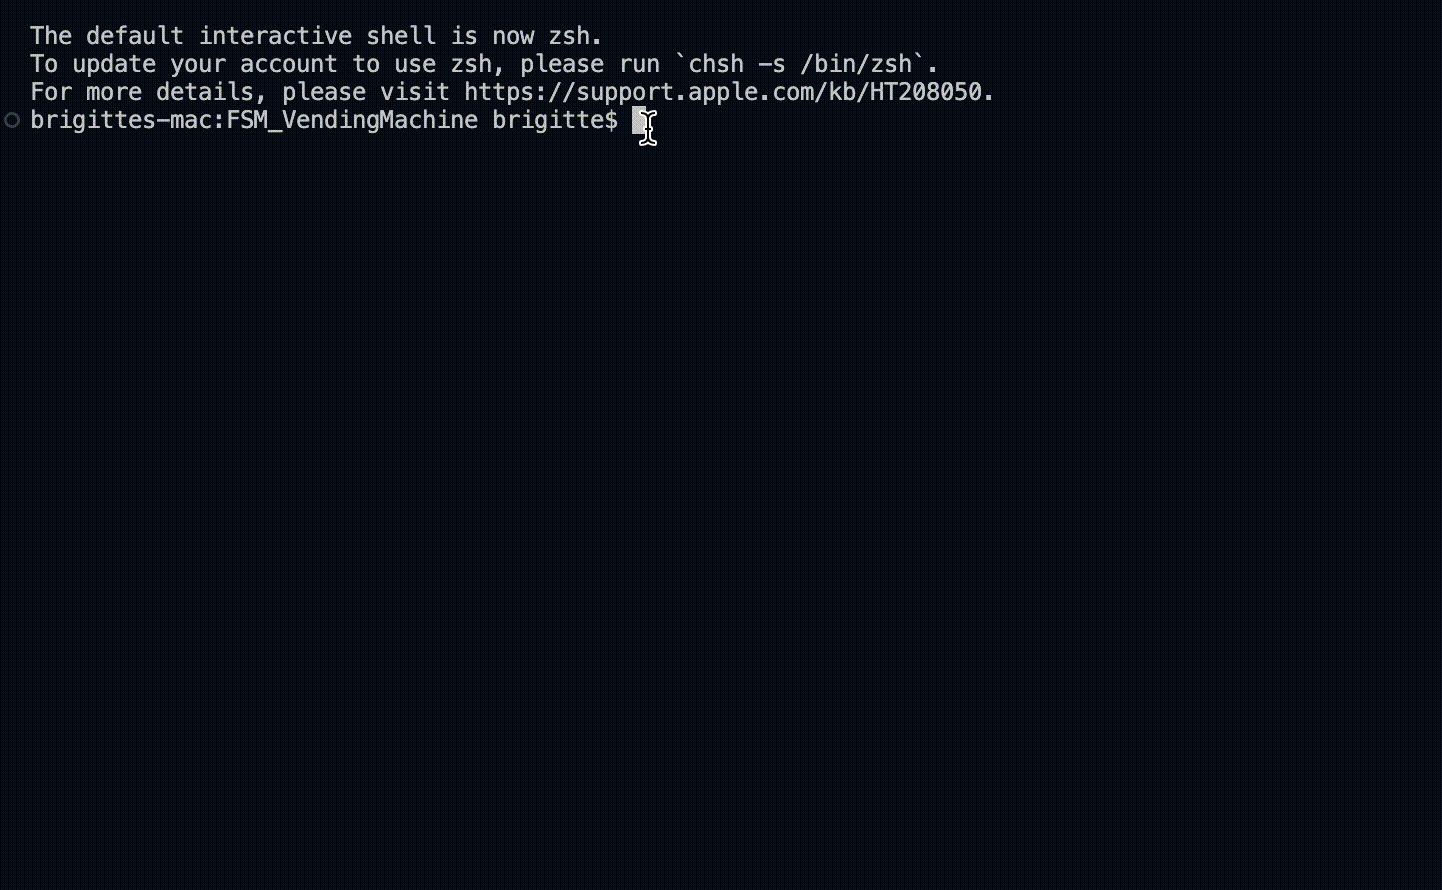 The default interactive shell is now zsh.
To update your account to use zsh, please run `chsh -s /bin/zsh`.
For more details, please visit https://support.apple.com/kb/HT208050.
brigittes-mac:FSM_VendingMachine brigitte$